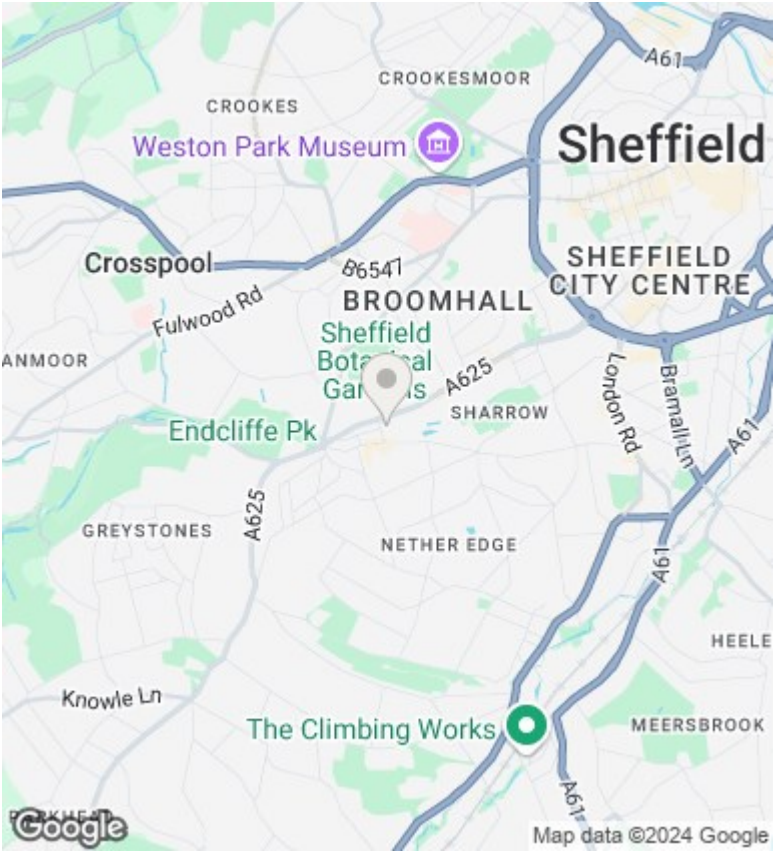 A61
CROOKESMOOR
CROOKES
Weston Park Museum
Sheffield
Crosspool
B6547
SHEFFIELD
CITY CENTRE
BROOMHALL
Fulwood Rd
Sheffield
Botanical
Gardens
ANMOOR
A625
London Rd
Bramall Ln
SHARROW
Endcliffe Pk
A61
A625
GREYSTONES
NETHER EDGE
A61
HEELE
Knowle Ln
The Climbing Works
MEERSBROOK
A61
Google
Map data ©2024 Google